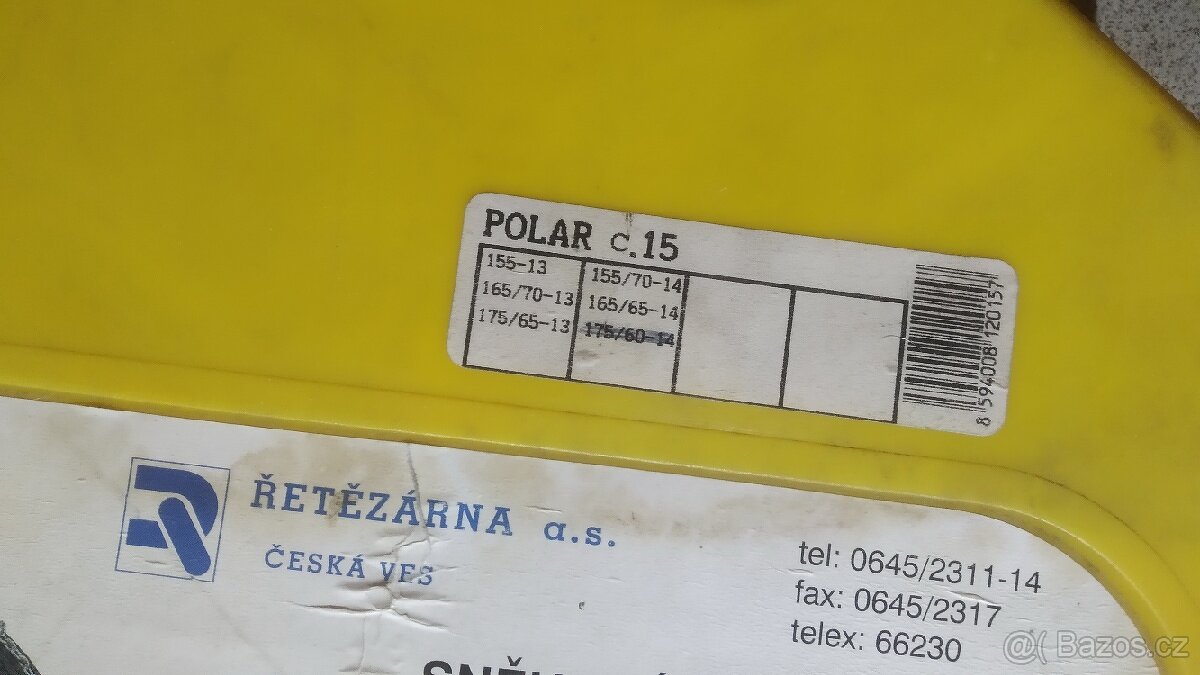 POLAR c.15
155-13
165/70-13
175/65-13
155/70-14
165/65-14
175/60-14
8 594008 120157
ŘETĚZÁRNA a.s.
ČESKÁ VES
tel: 0645/2311-14
fax: 0645/2317
telex: 66230
Bazos.cz